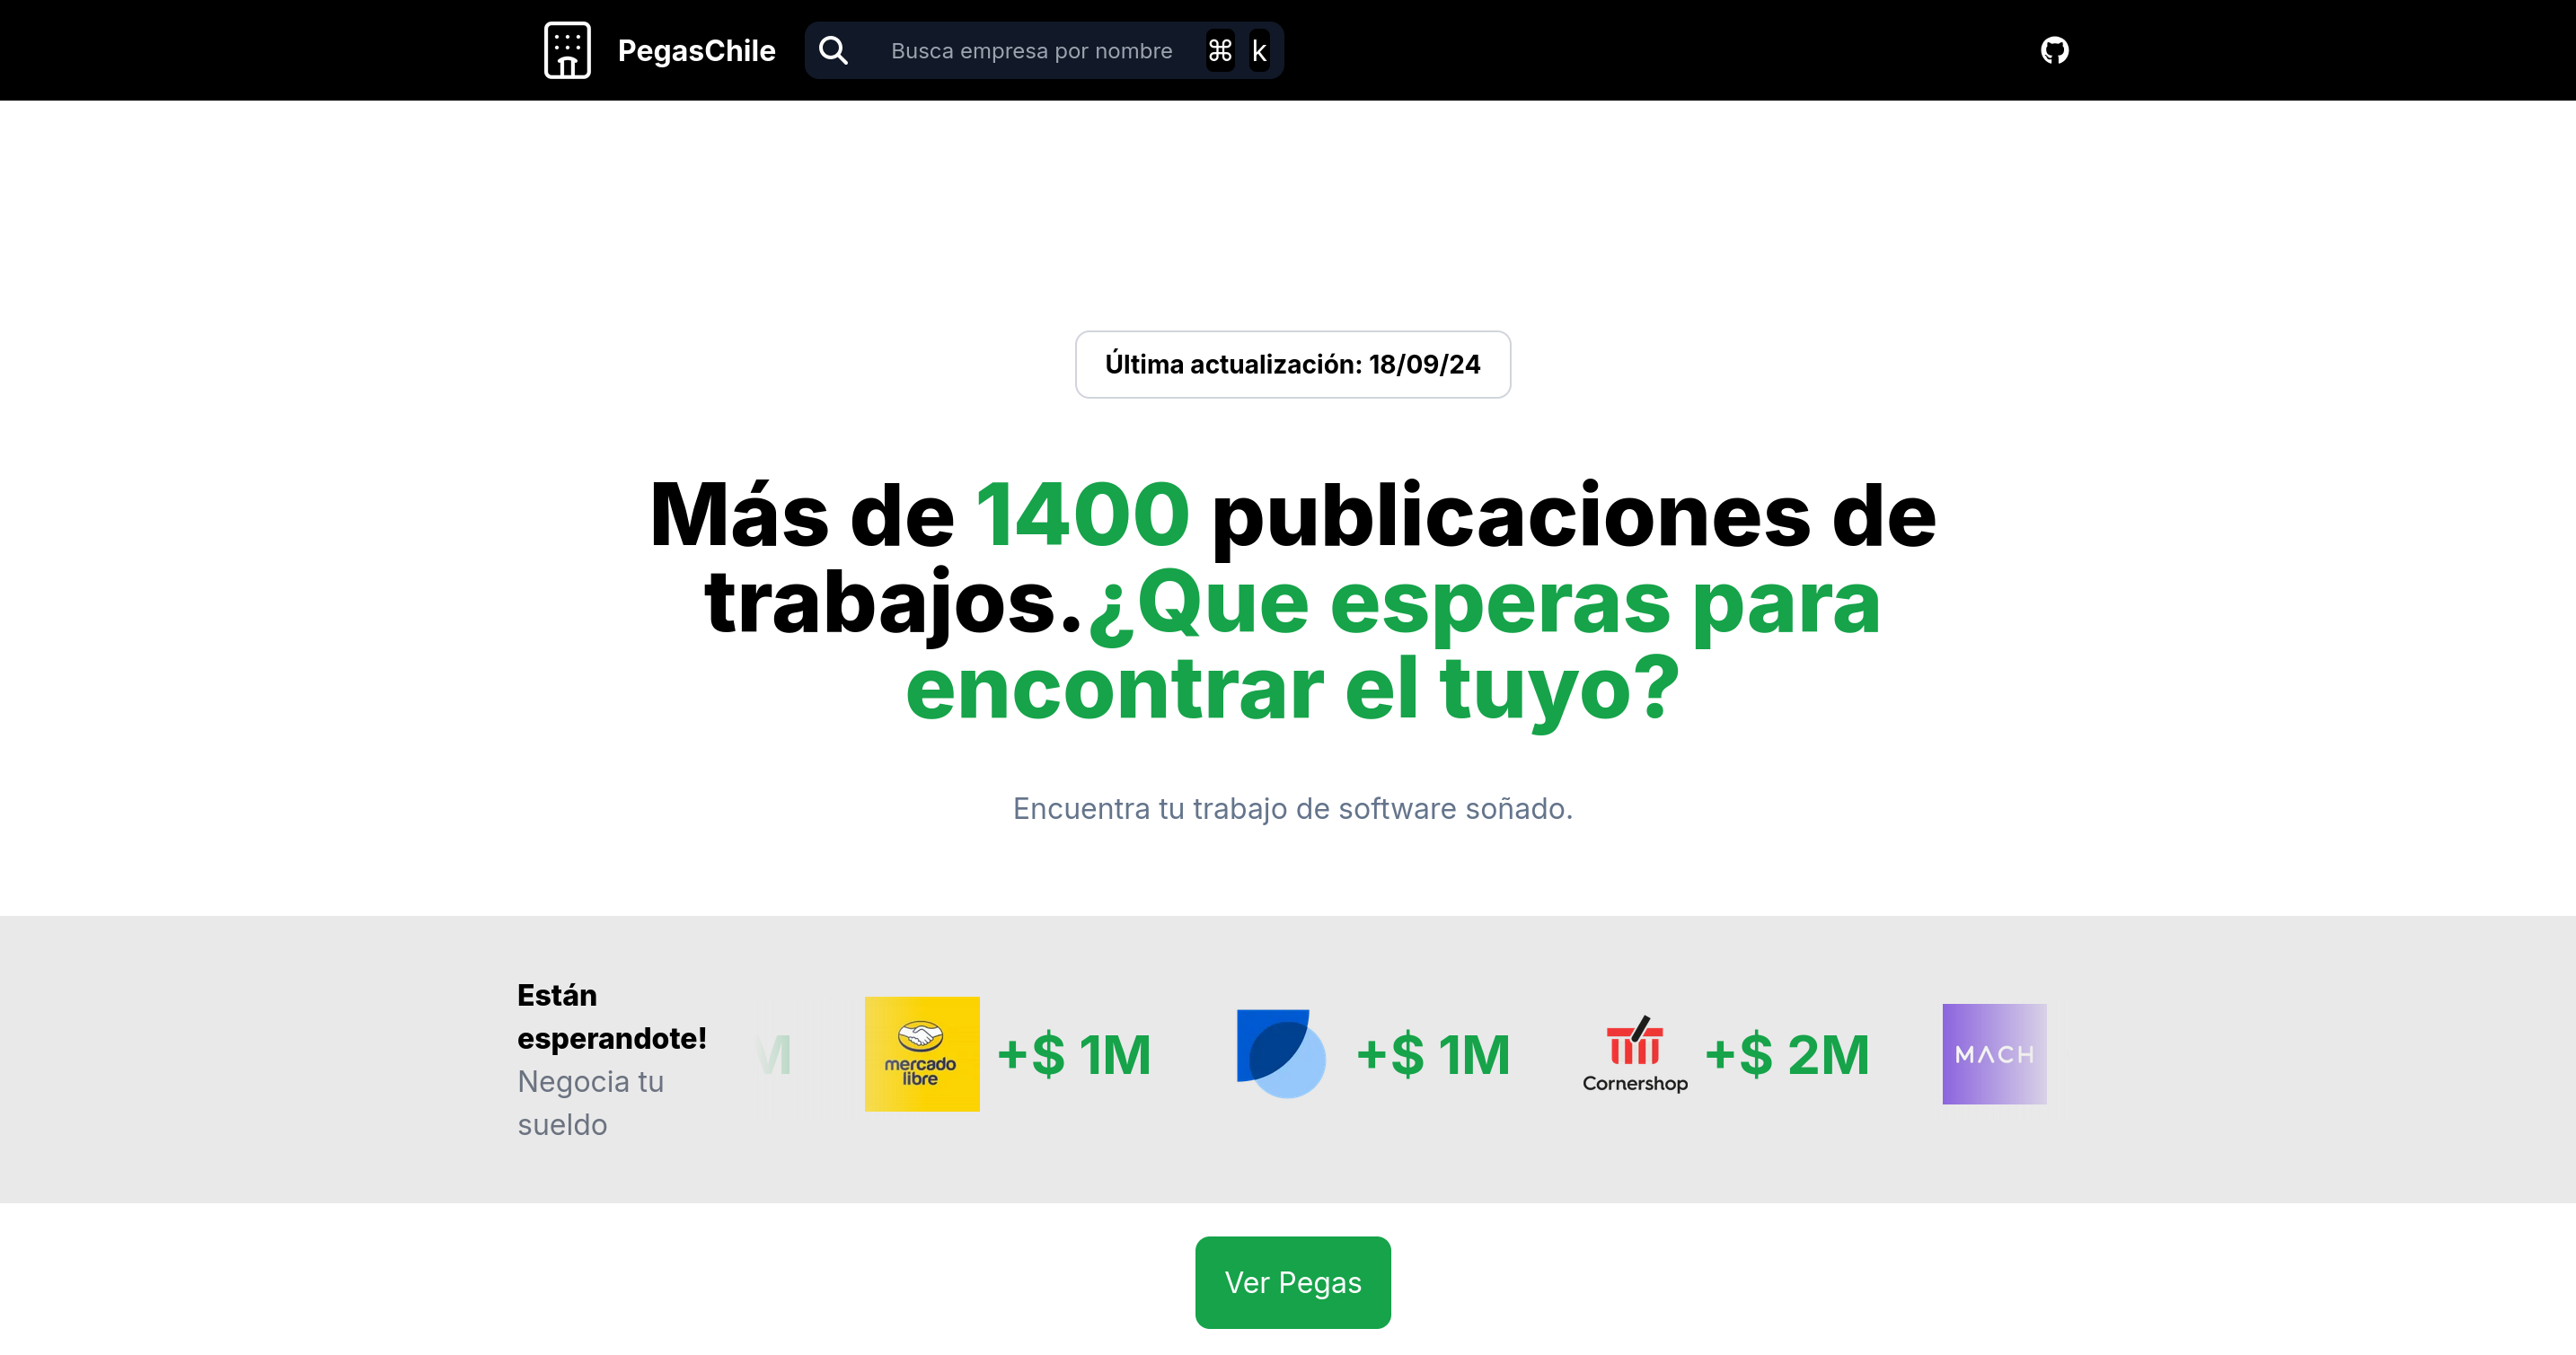 PegasChile
Busca empresa por nombre
⌘ k
Última actualización: 18/09/24
Más de 1400 publicaciones de
trabajos.¿Que esperas para
encontrar el tuyo?
Encuentra tu trabajo de software soñado.
Están
esperandote!
Negocia tu
sueldo
M
mercado
libre
+$ 1M
+$ 1M
Cornershop
+$ 2M
MACH
Ver Pegas